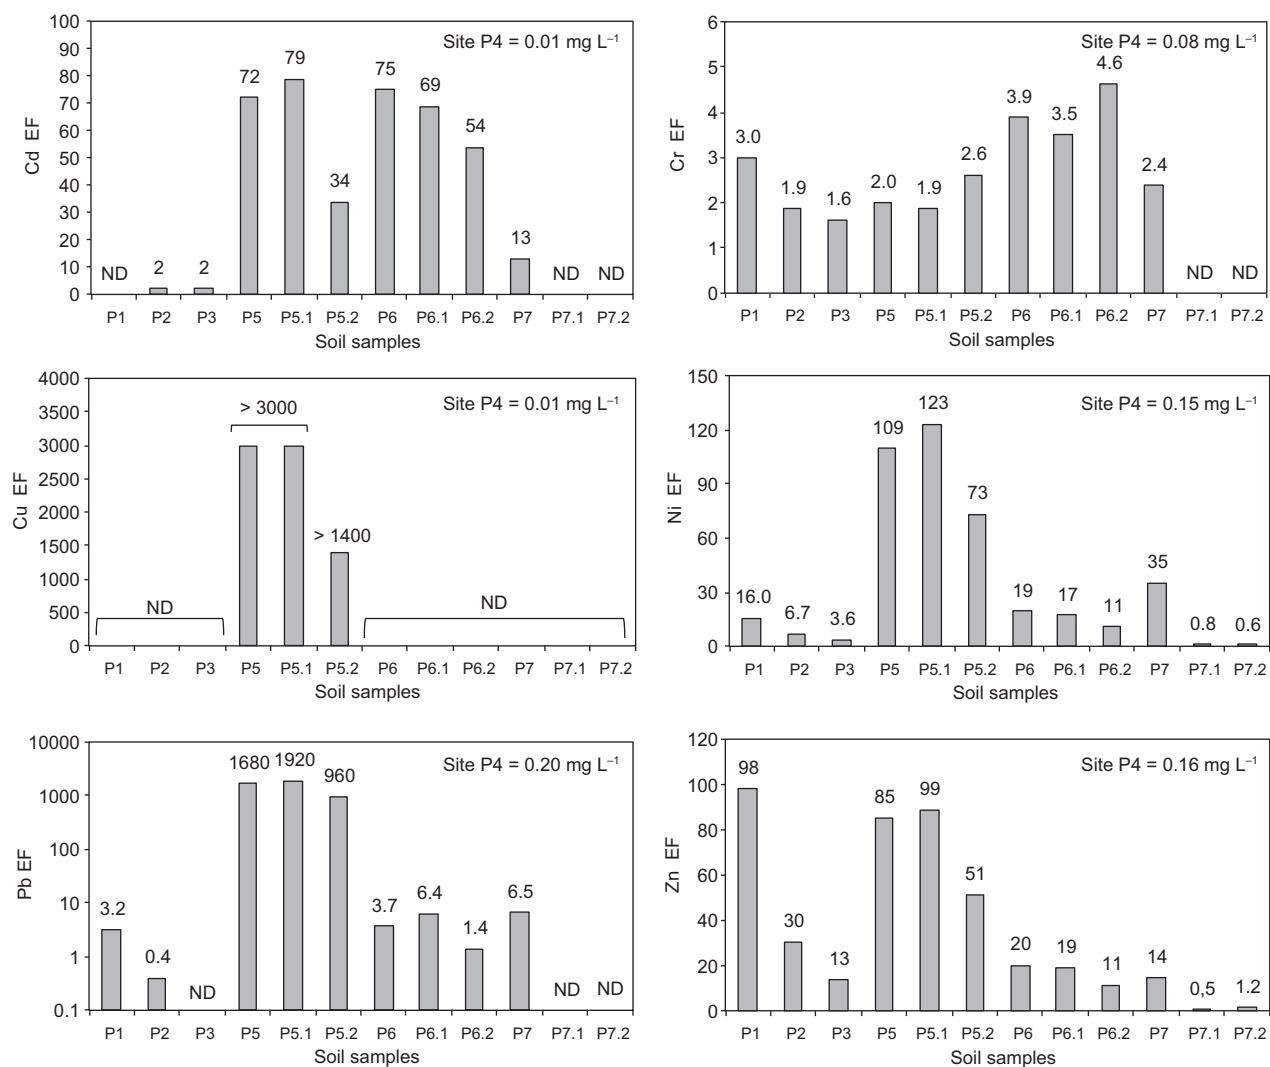 Site P4 = 0.01 mg L⁻¹
Cd EF
100
90
80
70
60
50
40
30
20
10
0
ND
2
2
72
79
34
75
69
54
13
ND
ND
P1 P2 P3 P5 P5.1 P5.2 P6 P6.1 P6.2 P7 P7.1 P7.2
Soil samples
Site P4 = 0.08 mg L⁻¹
Cr EF
6
5
4
3
2
1
0
3.0
1.9
1.6
2.0
1.9
2.6
3.9
3.5
4.6
2.4
ND
ND
P1 P2 P3 P5 P5.1 P5.2 P6 P6.1 P6.2 P7 P7.1 P7.2
Soil samples
Site P4 = 0.01 mg L⁻¹
Cu EF
4000
3500
3000
2500
2000
1500
1000
500
0
ND
> 3000
> 1400
ND
P1 P2 P3 P5 P5.1 P5.2 P6 P6.1 P6.2 P7 P7.1 P7.2
Soil samples
Site P4 = 0.15 mg L⁻¹
Ni EF
150
120
90
60
30
0
16.0
6.7
3.6
109
123
73
19
17
11
35
0.8
0.6
P1 P2 P3 P5 P5.1 P5.2 P6 P6.1 P6.2 P7 P7.1 P7.2
Soil samples
Site P4 = 0.20 mg L⁻¹
Pb EF
10000
1000
100
10
1
0.1
3.2
0.4
ND
1680
1920
960
3.7
6.4
1.4
6.5
ND
ND
P1 P2 P3 P5 P5.1 P5.2 P6 P6.1 P6.2 P7 P7.1 P7.2
Soil samples
Site P4 = 0.16 mg L⁻¹
Zn EF
120
100
80
60
40
20
0
98
30
13
85
99
51
20
19
11
14
0,5
1.2
P1 P2 P3 P5 P5.1 P5.2 P6 P6.1 P6.2 P7 P7.1 P7.2
Soil samples